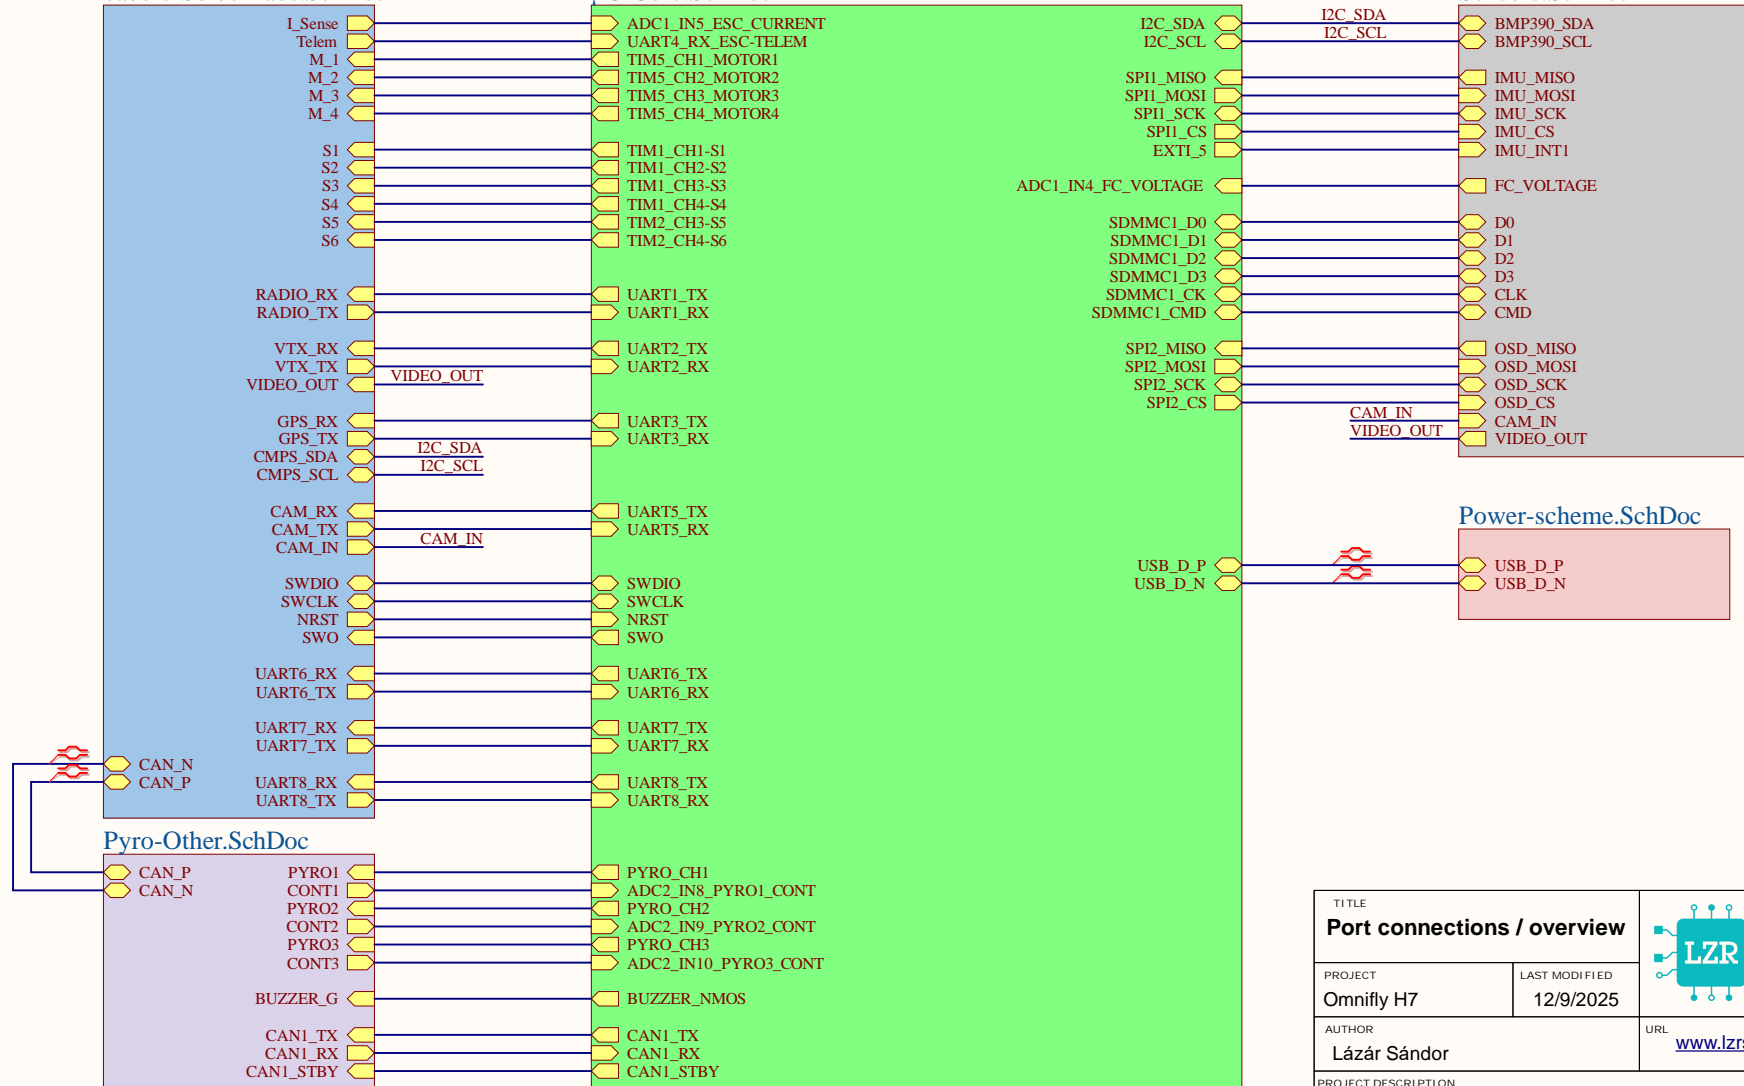 I_Sense
Telem
M_1
M_2
M_3
M_4
S1
S2
S3
S4
S5
S6
RADIO_RX
RADIO_TX
VTX_RX
VTX_TX
VIDEO_OUT
VIDEO_OUT
GPS_RX
GPS_TX
CMPS_SDA
I2C_SDA
CMPS_SCL
I2C_SCL
CAM_RX
CAM_TX
CAM_IN
CAM_IN
SWDIO
SWCLK
NRST
SWO
UART6_RX
UART6_TX
UART7_RX
UART7_TX
CAN_N
CAN_P
UART8_RX
UART8_TX
Pyro-Other.SchDoc
CAN_P
CAN_N
PYRO1
CONT1
PYRO2
CONT2
PYRO3
CONT3
BUZZER_G
CAN1_TX
CAN1_RX
CAN1_STBY
ADC1_IN5_ESC_CURRENT
UART4_RX_ESC-TELEM
TIM5_CH1_MOTOR1
TIM5_CH2_MOTOR2
TIM5_CH3_MOTOR3
TIM5_CH4_MOTOR4
TIM1_CH1-S1
TIM1_CH2-S2
TIM1_CH3-S3
TIM1_CH4-S4
TIM2_CH3-S5
TIM2_CH4-S6
UART1_TX
UART1_RX
UART2_TX
UART2_RX
UART3_TX
UART3_RX
UART5_TX
UART5_RX
SWDIO
SWCLK
NRST
SWO
UART6_TX
UART6_RX
UART7_TX
UART7_RX
UART8_TX
UART8_RX
PYRO_CH1
ADC2_IN8_PYRO1_CONT
PYRO_CH2
ADC2_IN9_PYRO2_CONT
PYRO_CH3
ADC2_IN10_PYRO3_CONT
BUZZER_NMOS
CAN1_TX
CAN1_RX
CAN1_STBY
I2C_SDA
I2C_SCL
SPI1_MISO
SPI1_MOSI
SPI1_SCK
SPI1_CS
EXTI_5
ADC1_IN4_FC_VOLTAGE
SDMMC1_D0
SDMMC1_D1
SDMMC1_D2
SDMMC1_D3
SDMMC1_CK
SDMMC1_CMD
SPI2_MISO
SPI2_MOSI
SPI2_SCK
SPI2_CS
USB_D_P
USB_D_N
I2C_SDA
I2C_SCL
CAM_IN
VIDEO_OUT
BMP390_SDA
BMP390_SCL
IMU_MISO
IMU_MOSI
IMU_SCK
IMU_CS
IMU_INT1
FC_VOLTAGE
D0
D1
D2
D3
CLK
CMD
OSD_MISO
OSD_MOSI
OSD_SCK
OSD_CS
CAM_IN
VIDEO_OUT
Power-scheme.SchDoc
USB_D_P
USB_D_N
TITLE
Port connections / overview
LZR
PROJECT
Omnifly H7
LAST MODIFIED
12/9/2025
AUTHOR
Lázár Sándor
URL
www.lzrs
PROJECT DESCRIPTION